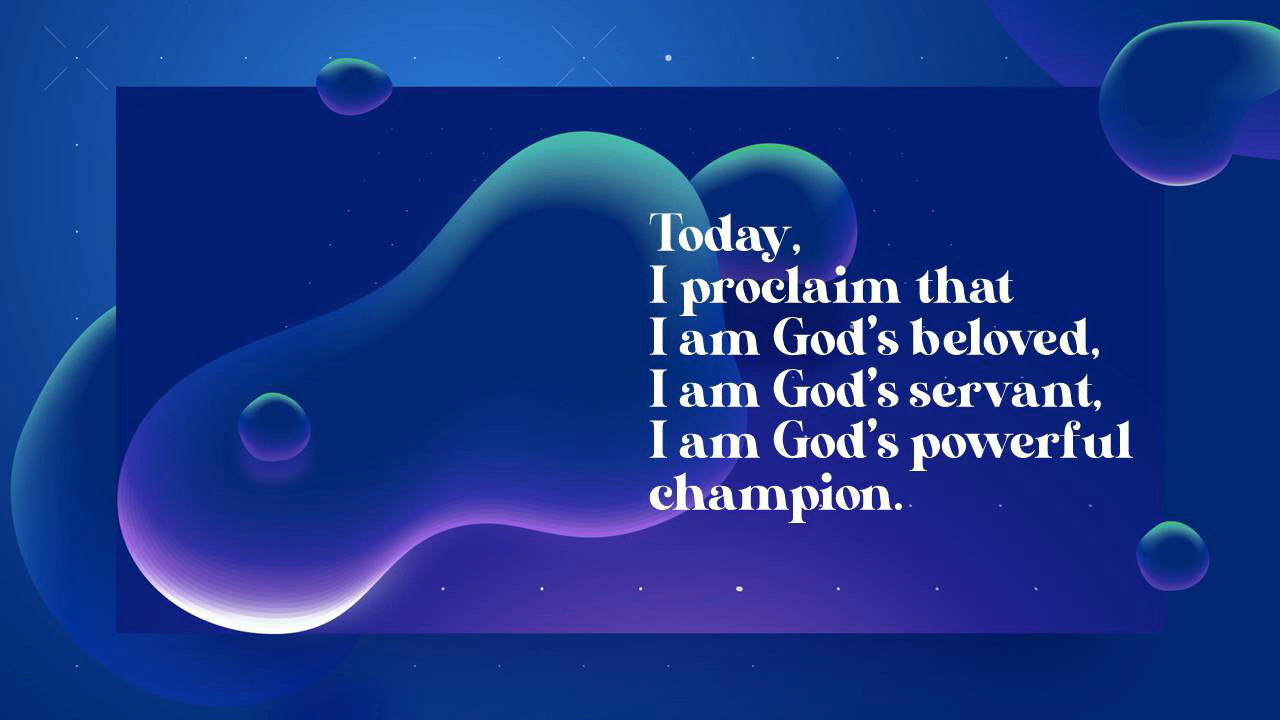 Today,
I proclaim that
I am God's beloved,
I am God's servant,
I am God's powerful
champion.